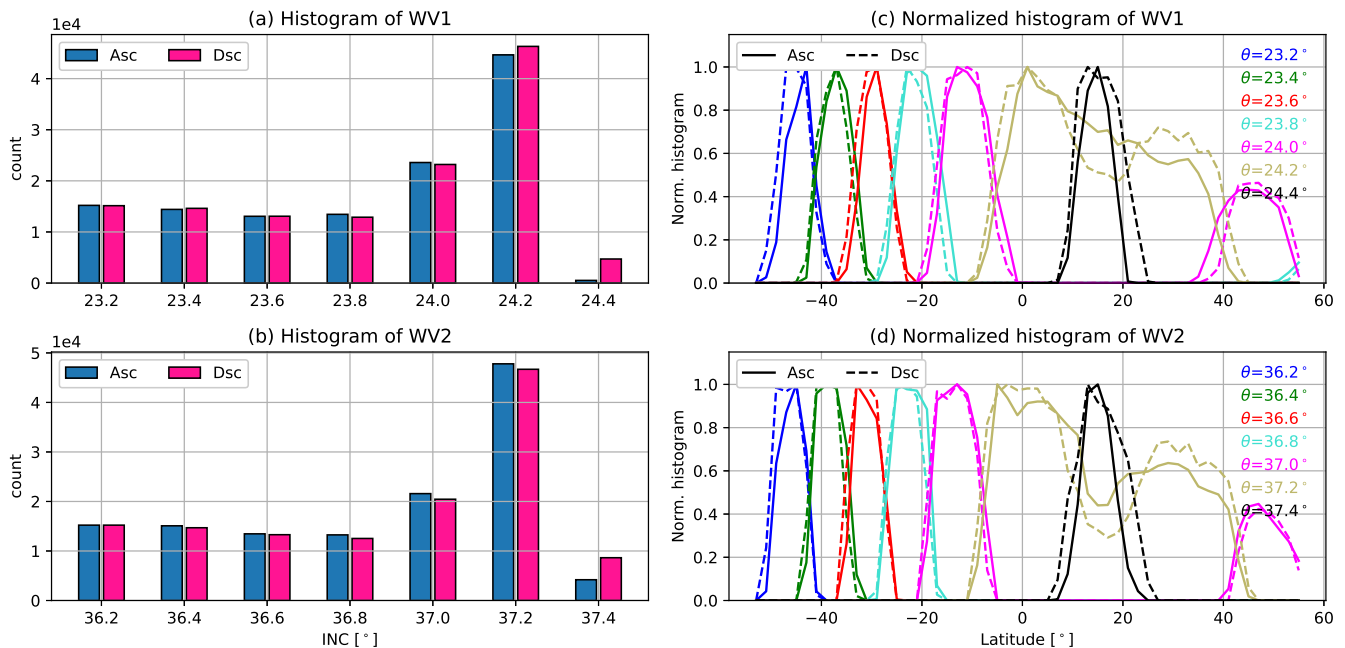 (a) Histogram of WV1
1e4
Asc Dsc
4
3
2
1
0
count
23.2 23.4 23.6 23.8 24.0 24.2 24.4
(c) Normalized histogram of WV1
Asc Dsc
1.0
0.8
0.6
0.4
0.2
0.0
Norm. histogram
θ=23.2°
θ=23.4°
θ=23.6°
θ=23.8°
θ=24.0°
θ=24.2°
θ=24.4°
−40 −20 0 20 40 60
(b) Histogram of WV2
1e4
Asc Dsc
5
4
3
2
1
0
count
36.2 36.4 36.6 36.8 37.0 37.2 37.4
INC [°]
(d) Normalized histogram of WV2
Asc Dsc
1.0
0.8
0.6
0.4
0.2
0.0
Norm. histogram
θ=36.2°
θ=36.4°
θ=36.6°
θ=36.8°
θ=37.0°
θ=37.2°
θ=37.4°
−40 −20 0 20 40 60
Latitude [°]